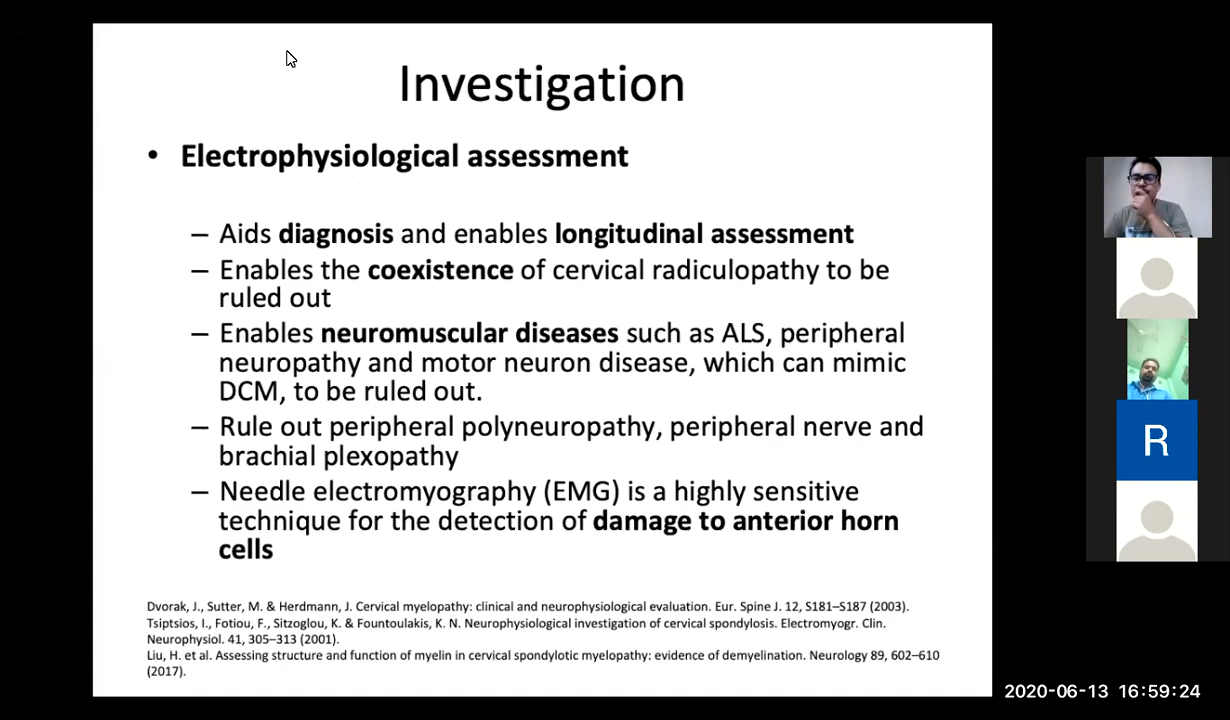 Investigation
• Electrophysiological assessment
– Aids diagnosis and enables longitudinal assessment
– Enables the coexistence of cervical radiculopathy to be
ruled out
– Enables neuromuscular diseases such as ALS, peripheral
neuropathy and motor neuron disease, which can mimic
DCM, to be ruled out.
– Rule out peripheral polyneuropathy, peripheral nerve and
brachial plexopathy
– Needle electromyography (EMG) is a highly sensitive
technique for the detection of damage to anterior horn
cells
Dvorak, J., Sutter, M. & Herdmann, J. Cervical myelopathy: clinical and neurophysiological evaluation. Eur. Spine J. 12, S181–S187 (2003).
Tsiptsios, I., Fotiou, F., Sitzoglou, K. & Fountoulakis, K. N. Neurophysiological investigation of cervical spondylosis. Electromyogr. Clin.
Neurophysiol. 41, 305–313 (2001).
Liu, H. et al. Assessing structure and function of myelin in cervical spondylotic myelopathy: evidence of demyelination. Neurology 89, 602–610
(2017).
R
2020-06-13 16:59:24